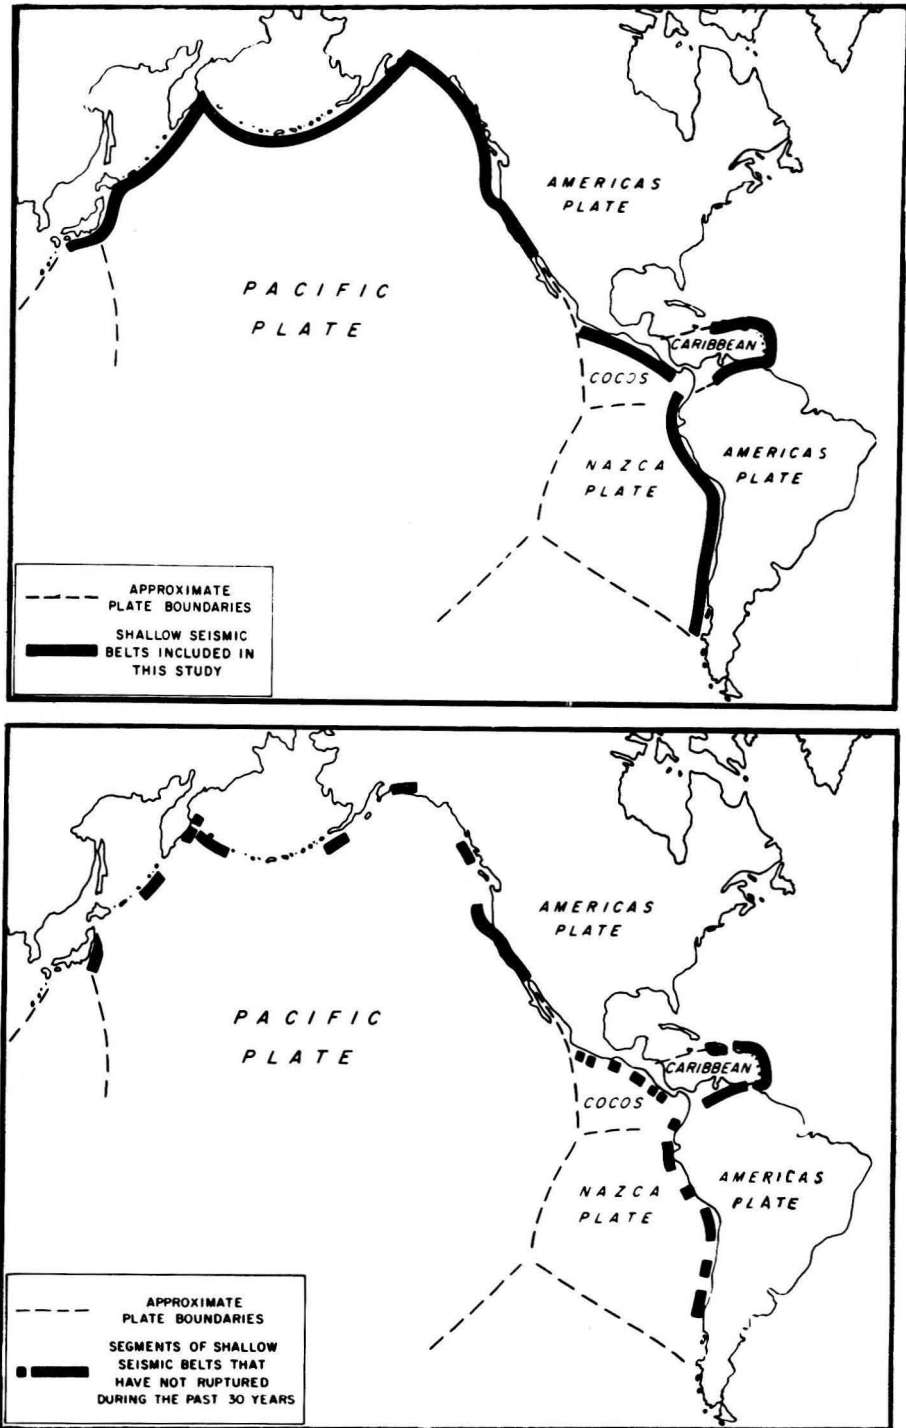 AMERICAS
PLATE
PACIFIC
PLATE
CARIBBEAN
COCOS
NAZCA
PLATE
AMERICAS
PLATE
APPROXIMATE
PLATE BOUNDARIES
SHALLOW SEISMIC
BELTS INCLUDED IN
THIS STUDY
AMERICAS
PLATE
PACIFIC
PLATE
CARIBBEAN
COCOS
NAZCA
PLATE
AMERICAS
PLATE
APPROXIMATE
PLATE BOUNDARIES
SEGMENTS OF SHALLOW
SEISMIC BELTS THAT
HAVE NOT RUPTURED
DURING THE PAST 30 YEARS